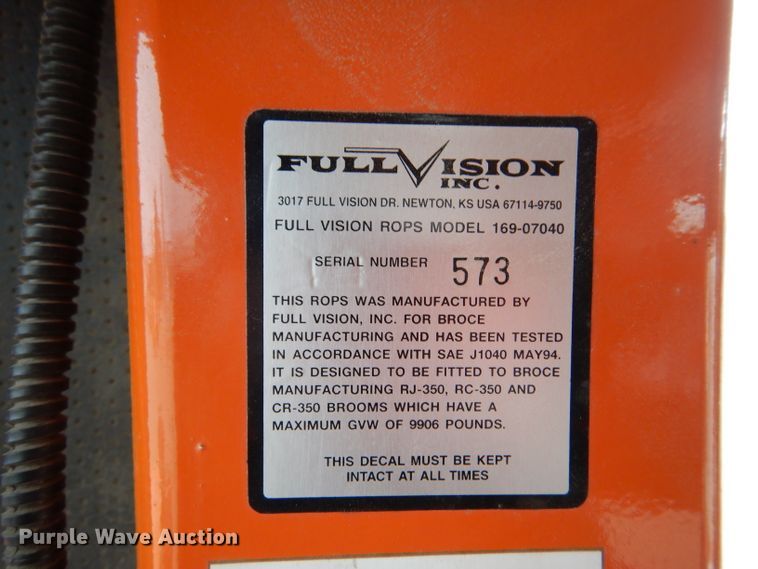 FULL VISION
INC.
3017 FULL VISION DR. NEWTON, KS USA 67114-9750
FULL VISION ROPS MODEL 169-07040
SERIAL NUMBER 573
THIS ROPS WAS MANUFACTURED BY
FULL VISION, INC. FOR BROCE
MANUFACTURING AND HAS BEEN TESTED
IN ACCORDANCE WITH SAE J1040 MAY94.
IT IS DESIGNED TO BE FITTED TO BROCE
MANUFACTURING RJ-350, RC-350 AND
CR-350 BROOMS WHICH HAVE A
MAXIMUM GVW OF 9906 POUNDS.
THIS DECAL MUST BE KEPT
INTACT AT ALL TIMES
Purple Wave Auction